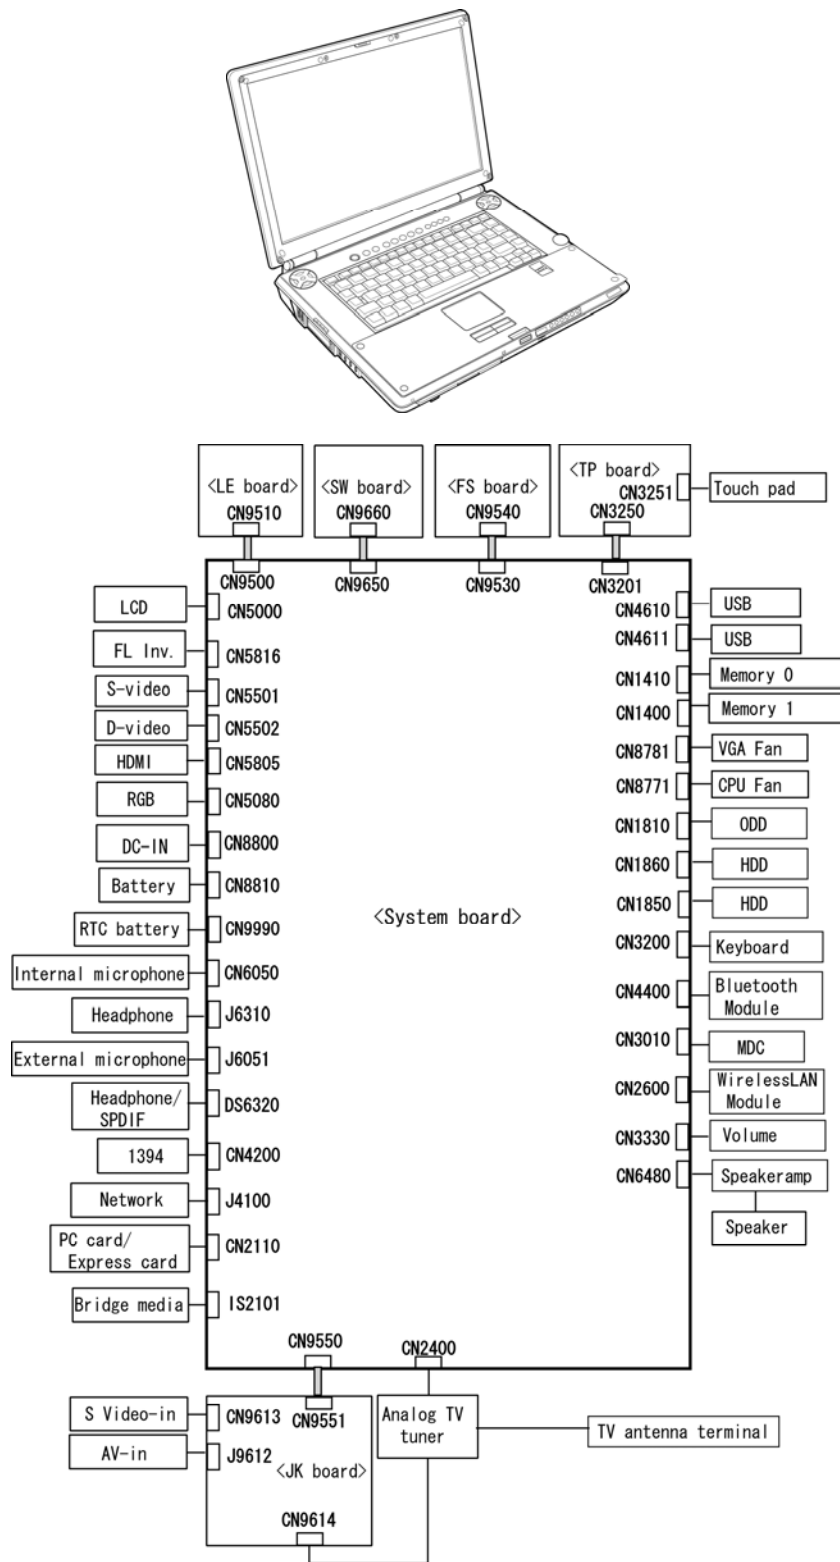 <LE board>
CN9510
<SW board>
CN9660
<FS board>
CN9540
<TP board>
CN3251
CN3250
Touch pad
CN9500
CN9650
CN9530
CN3201
LCD
CN5000
FL Inv.
CN5816
S-video
CN5501
D-video
CN5502
HDMI
CN5805
RGB
CN5080
DC-IN
CN8800
Battery
CN8810
RTC battery
CN9990
Internal microphone
CN6050
Headphone
J6310
External microphone
J6051
Headphone/
SPDIF
DS6320
1394
CN4200
Network
J4100
PC card/
Express card
CN2110
Bridge media
IS2101
<System board>
CN4610
USB
CN4611
USB
CN1410
Memory 0
CN1400
Memory 1
CN8781
VGA Fan
CN8771
CPU Fan
CN1810
ODD
CN1860
HDD
CN1850
HDD
CN3200
Keyboard
CN4400
Bluetooth
Module
CN3010
MDC
CN2600
WirelessLAN
Module
CN3330
Volume
CN6480
Speakeramp
Speaker
CN9550
CN2400
S Video-in
CN9613
CN9551
AV-in
J9612
<JK board>
CN9614
Analog TV
tuner
TV antenna terminal